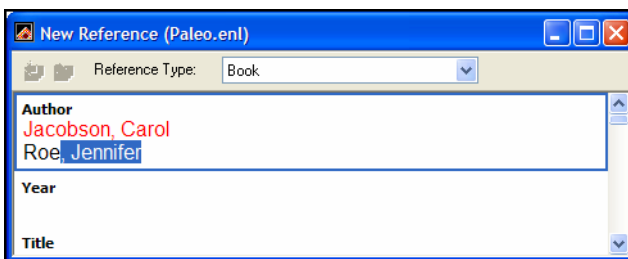 New Reference (Paleo.enl)
Reference Type: Book
Author
Jacobson, Carol
Roe, Jennifer
Year
Title